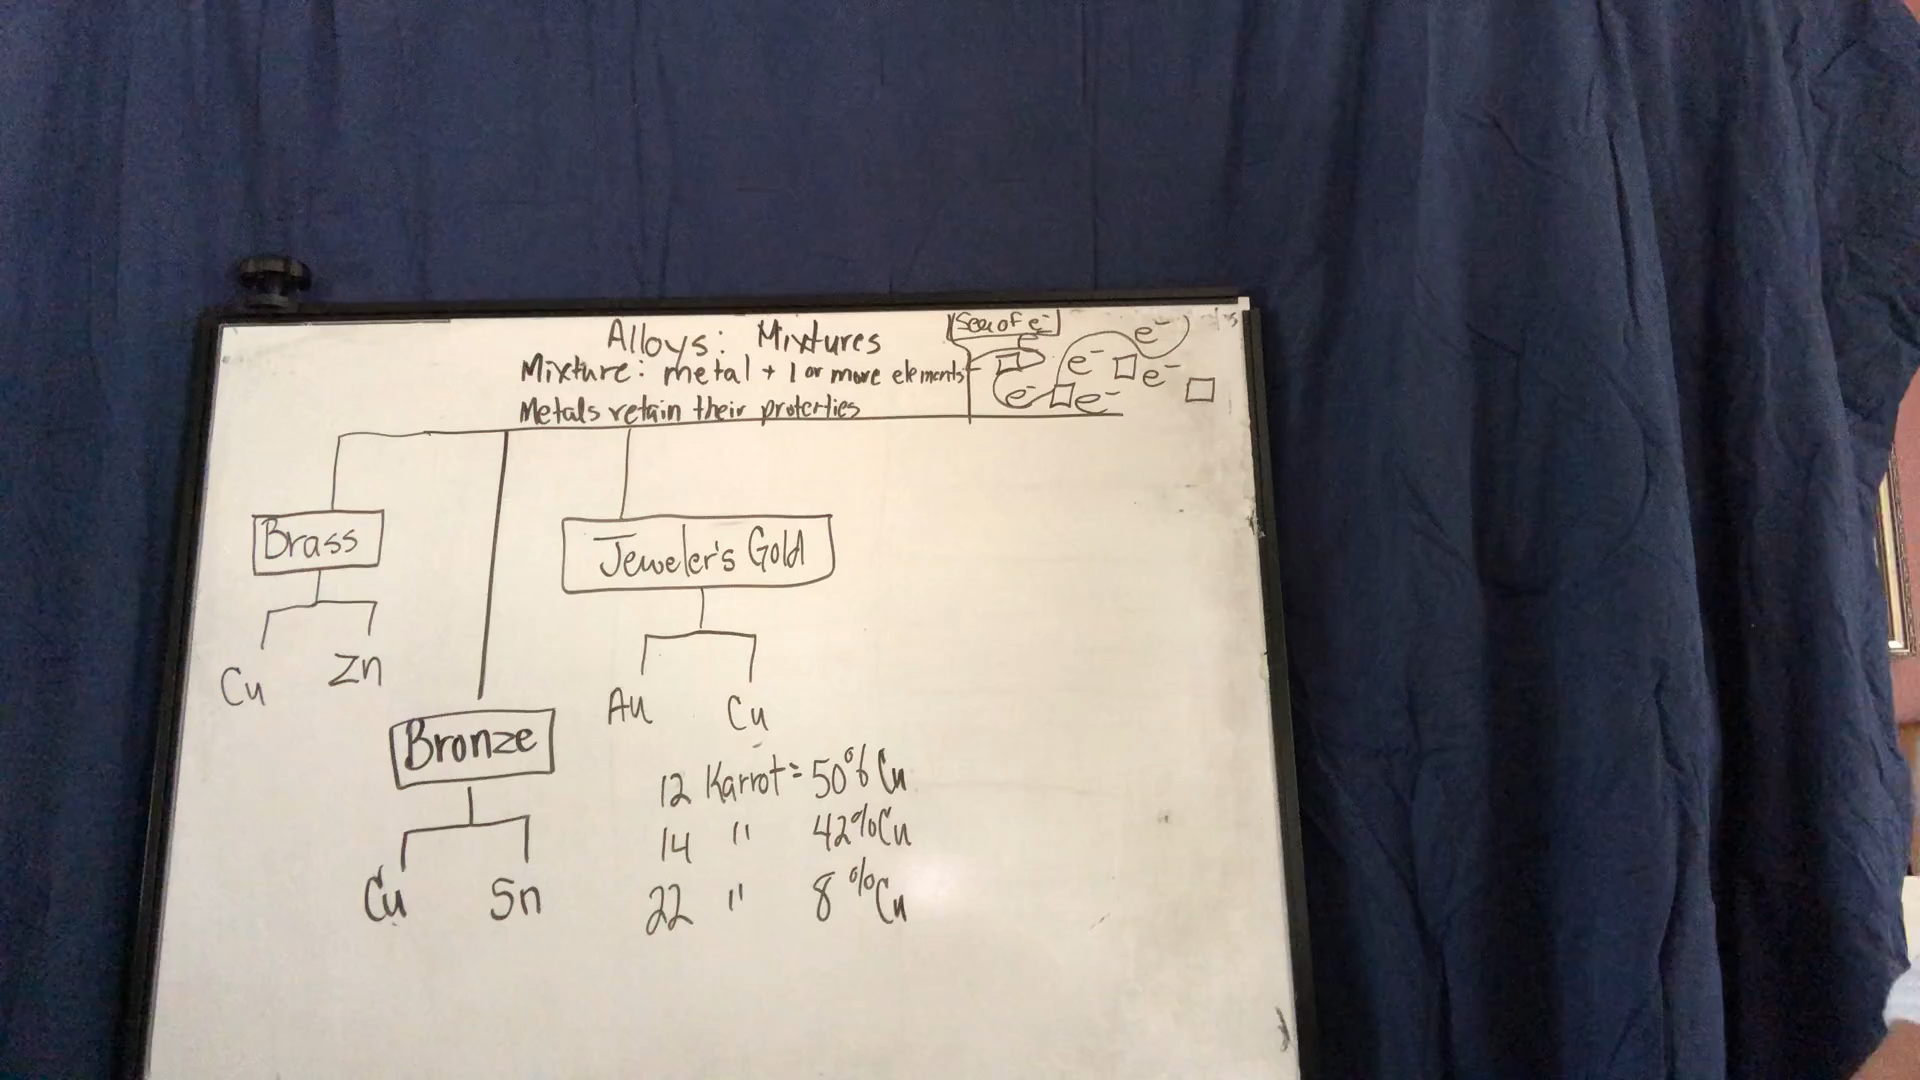 Alloys: Mixtures
Mixture: metal + 1 or more elements
Metals retain their proterties
Sea of e-
e-
e- e-
e-
e- e-
Brass
Cu Zn
Jeweler's Gold
Au Cu
Bronze
Cu Sn
12 Karrot = 50% Cu
14 " 42% Cu
22 " 8% Cu